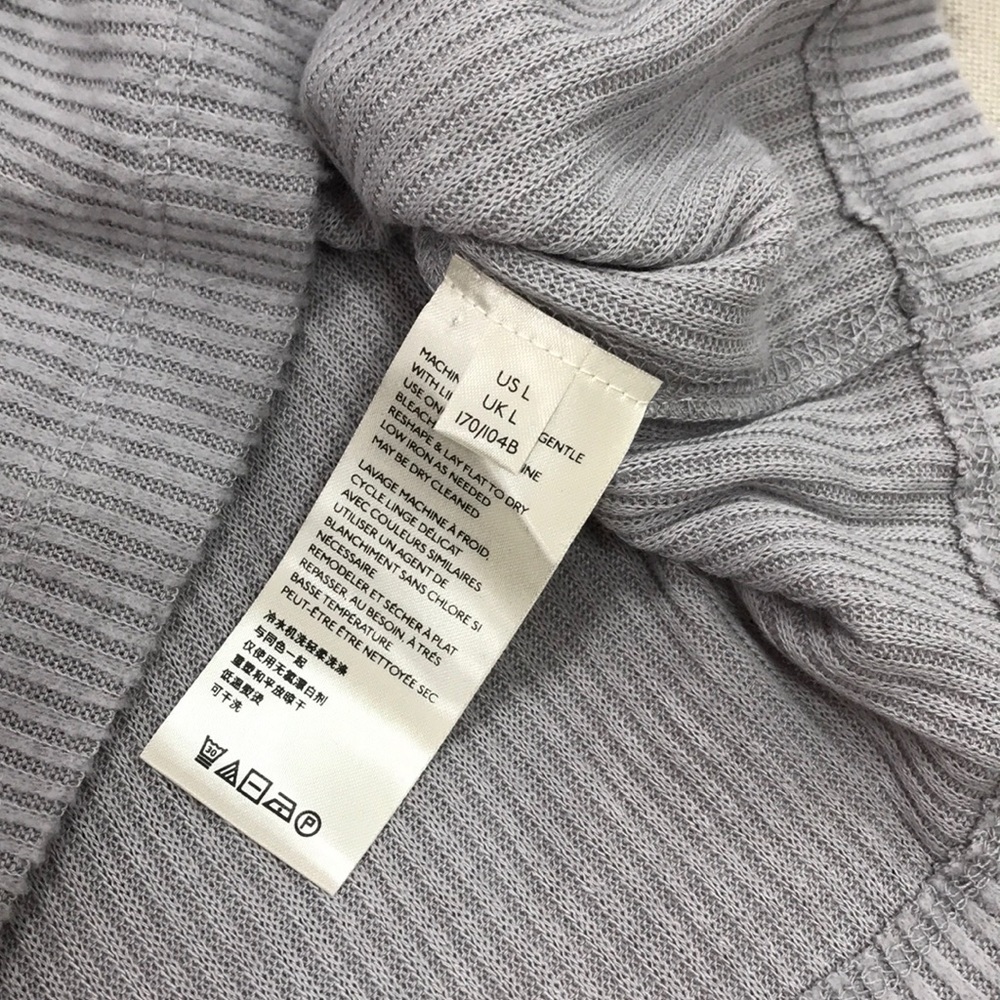 US L
UK L
170/104B
GENTLE
WITH
USE
RESHAPE & LAY FLAT TO DRY
LOW IRON AS NEEDED
MAY BE DRY CLEANED
LAVAGE MACHINE À FROID,
CYCLE LINGE DÉLICAT
AVEC COULEURS SIMILAIRES
UTILISER UN AGENT DE
BLANCHIMENT SANS CHLORE SI
NÉCESSAIRE
REMODELER ET SÉCHER À PLAT
REPASSER, AU BESOIN, À TRÉS
BASSE TEMPÉRATURE
PEUT-ÊTRE ÊTRE NETTOYÉE SEC
冷水机洗轻柔洗涤
与同色一起
仅使用无氯漂白剂
重塑和平放晾干
低温熨烫
可干洗
30
P